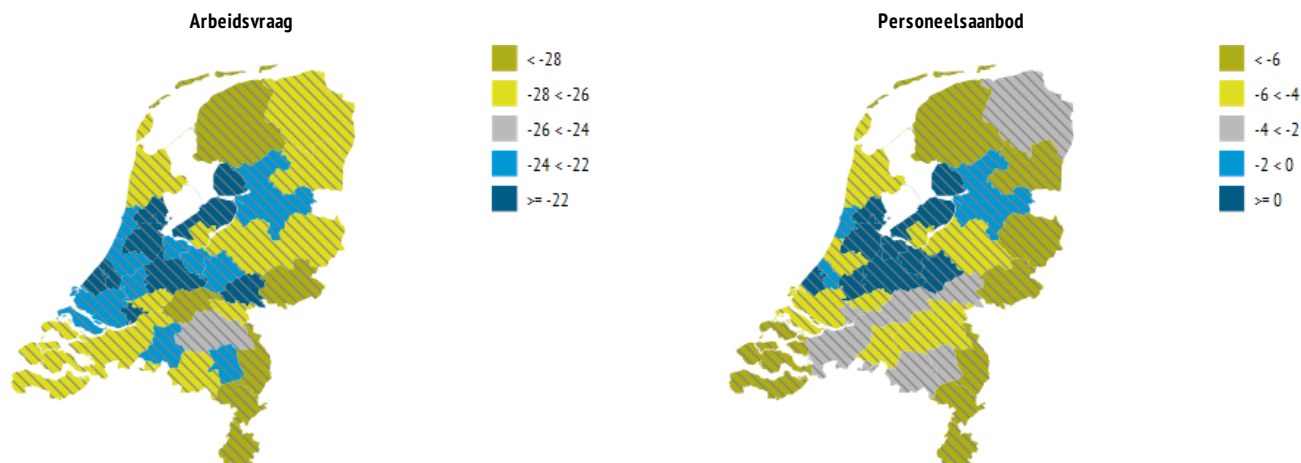 Arbeidsvraag
< -28
-28 < -26
-26 < -24
-24 < -22
>= -22
Personeelsaanbod
< -6
-6 < -4
-4 < -2
-2 < 0
>= 0